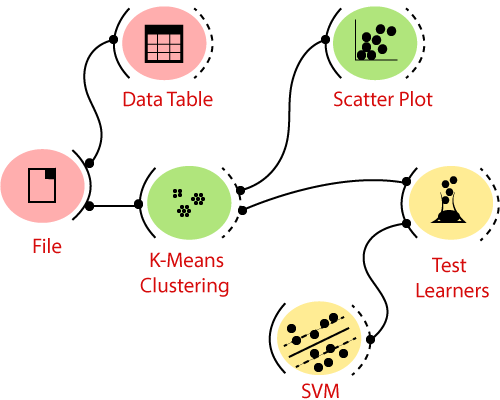 Data Table
Scatter Plot
File
K-Means
Clustering
Test
Learners
SVM